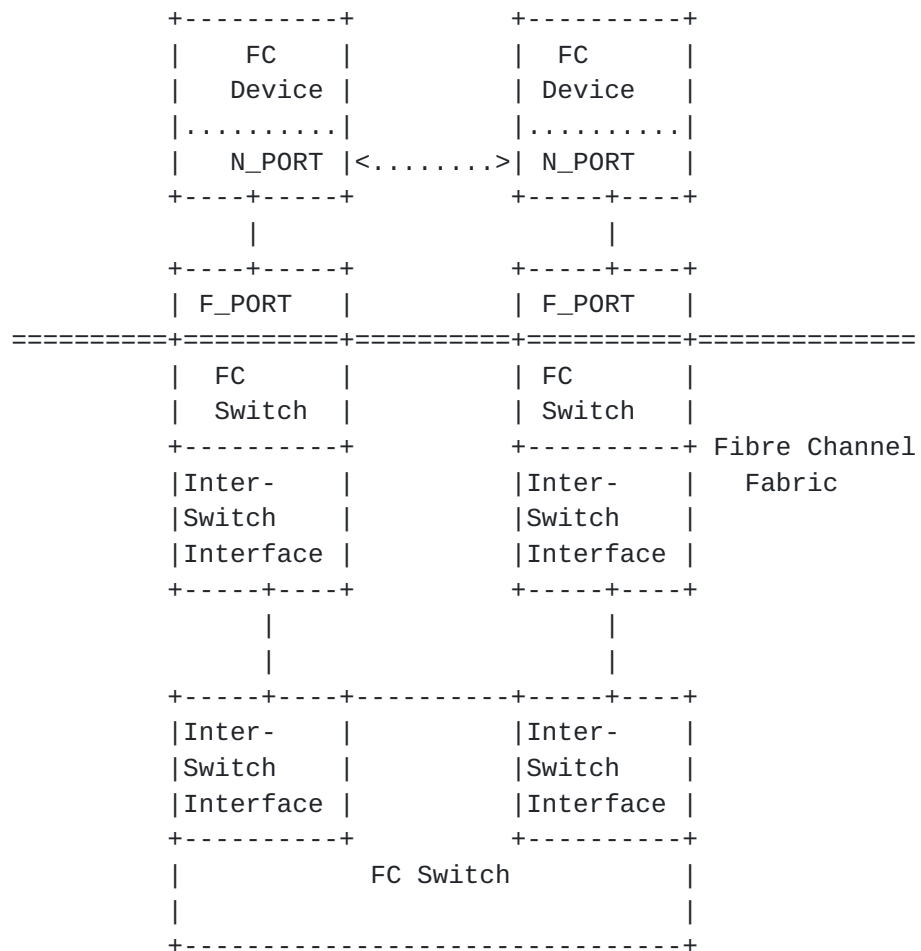 FC FC
Device Device
N_PORT <........> N_PORT
F_PORT F_PORT
FC FC
Switch Switch
Fibre Channel
Inter- Inter- Fabric
Switch Switch
Interface Interface
Inter- Inter-
Switch Switch
Interface Interface
FC Switch